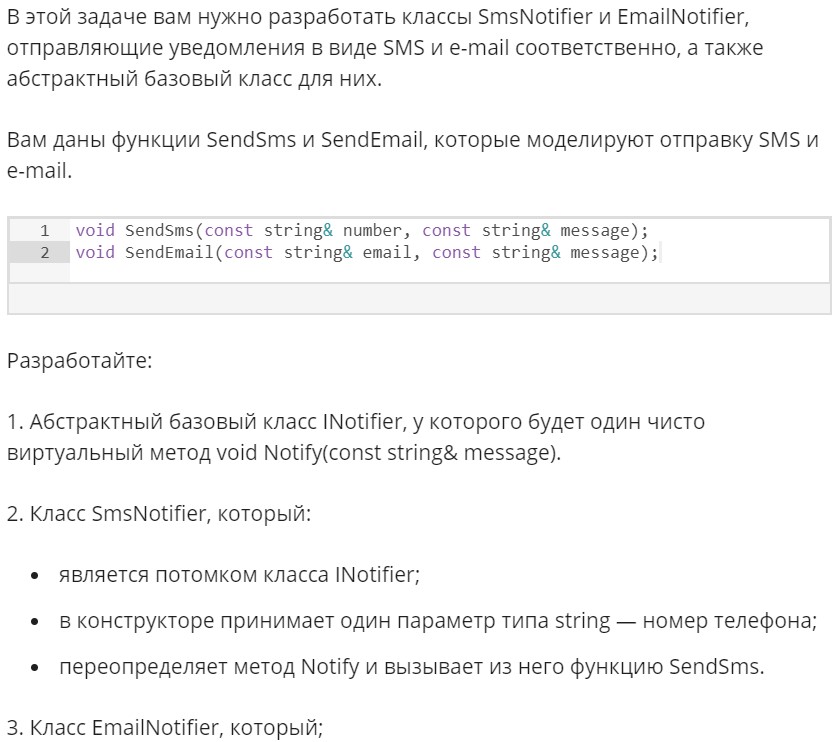 В этой задаче вам нужно разработать классы SmsNotifier и EmailNotifier,
отправляющие уведомления в виде SMS и e-mail соответственно, а также
абстрактный базовый класс для них.
Вам даны функции SendSms и SendEmail, которые моделируют отправку SMS и
e-mail.
1 void SendSms(const string& number, const string& message);
2 void SendEmail(const string& email, const string& message);
Разработайте:
1. Абстрактный базовый класс INotifier, у которого будет один чисто
виртуальный метод void Notify(const string& message).
2. Класс SmsNotifier, который:
• является потомком класса INotifier;
• в конструкторе принимает один параметр типа string — номер телефона;
• переопределяет метод Notify и вызывает из него функцию SendSms.
3. Класс EmailNotifier, который;